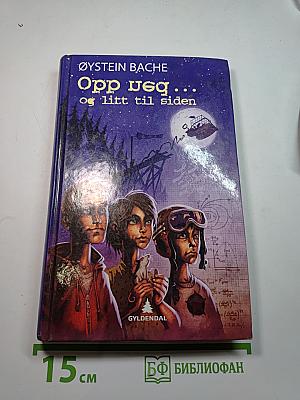 ØYSTEIN BACHE
Opp ned...
og litt til siden
GYLDENDAL
15 см
БФ БИБЛИОФАН